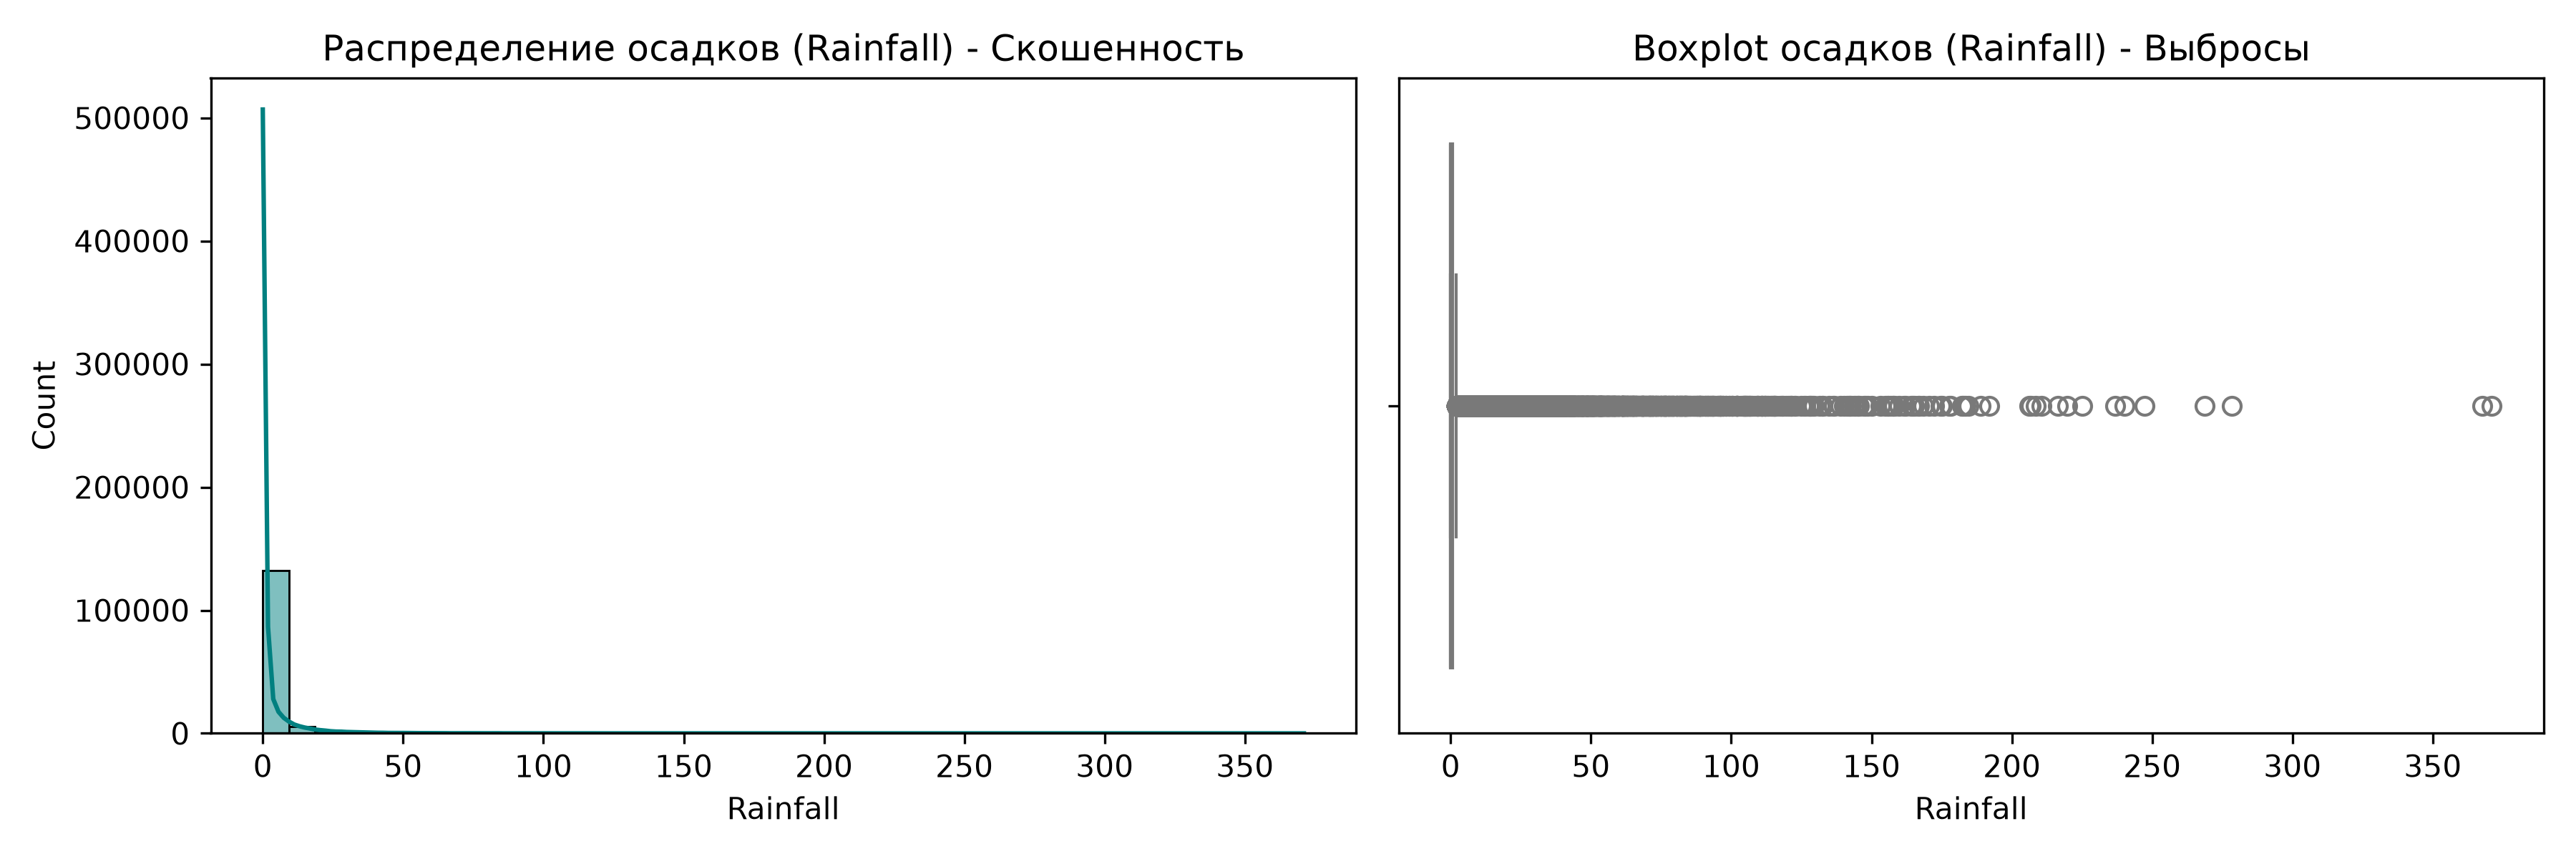 Распределение осадков (Rainfall) - Скошенность
500000
400000
300000
200000
100000
0
Count
0 50 100 150 200 250 300 350
Rainfall
Boxplot осадков (Rainfall) - Выбросы
0 50 100 150 200 250 300 350
Rainfall